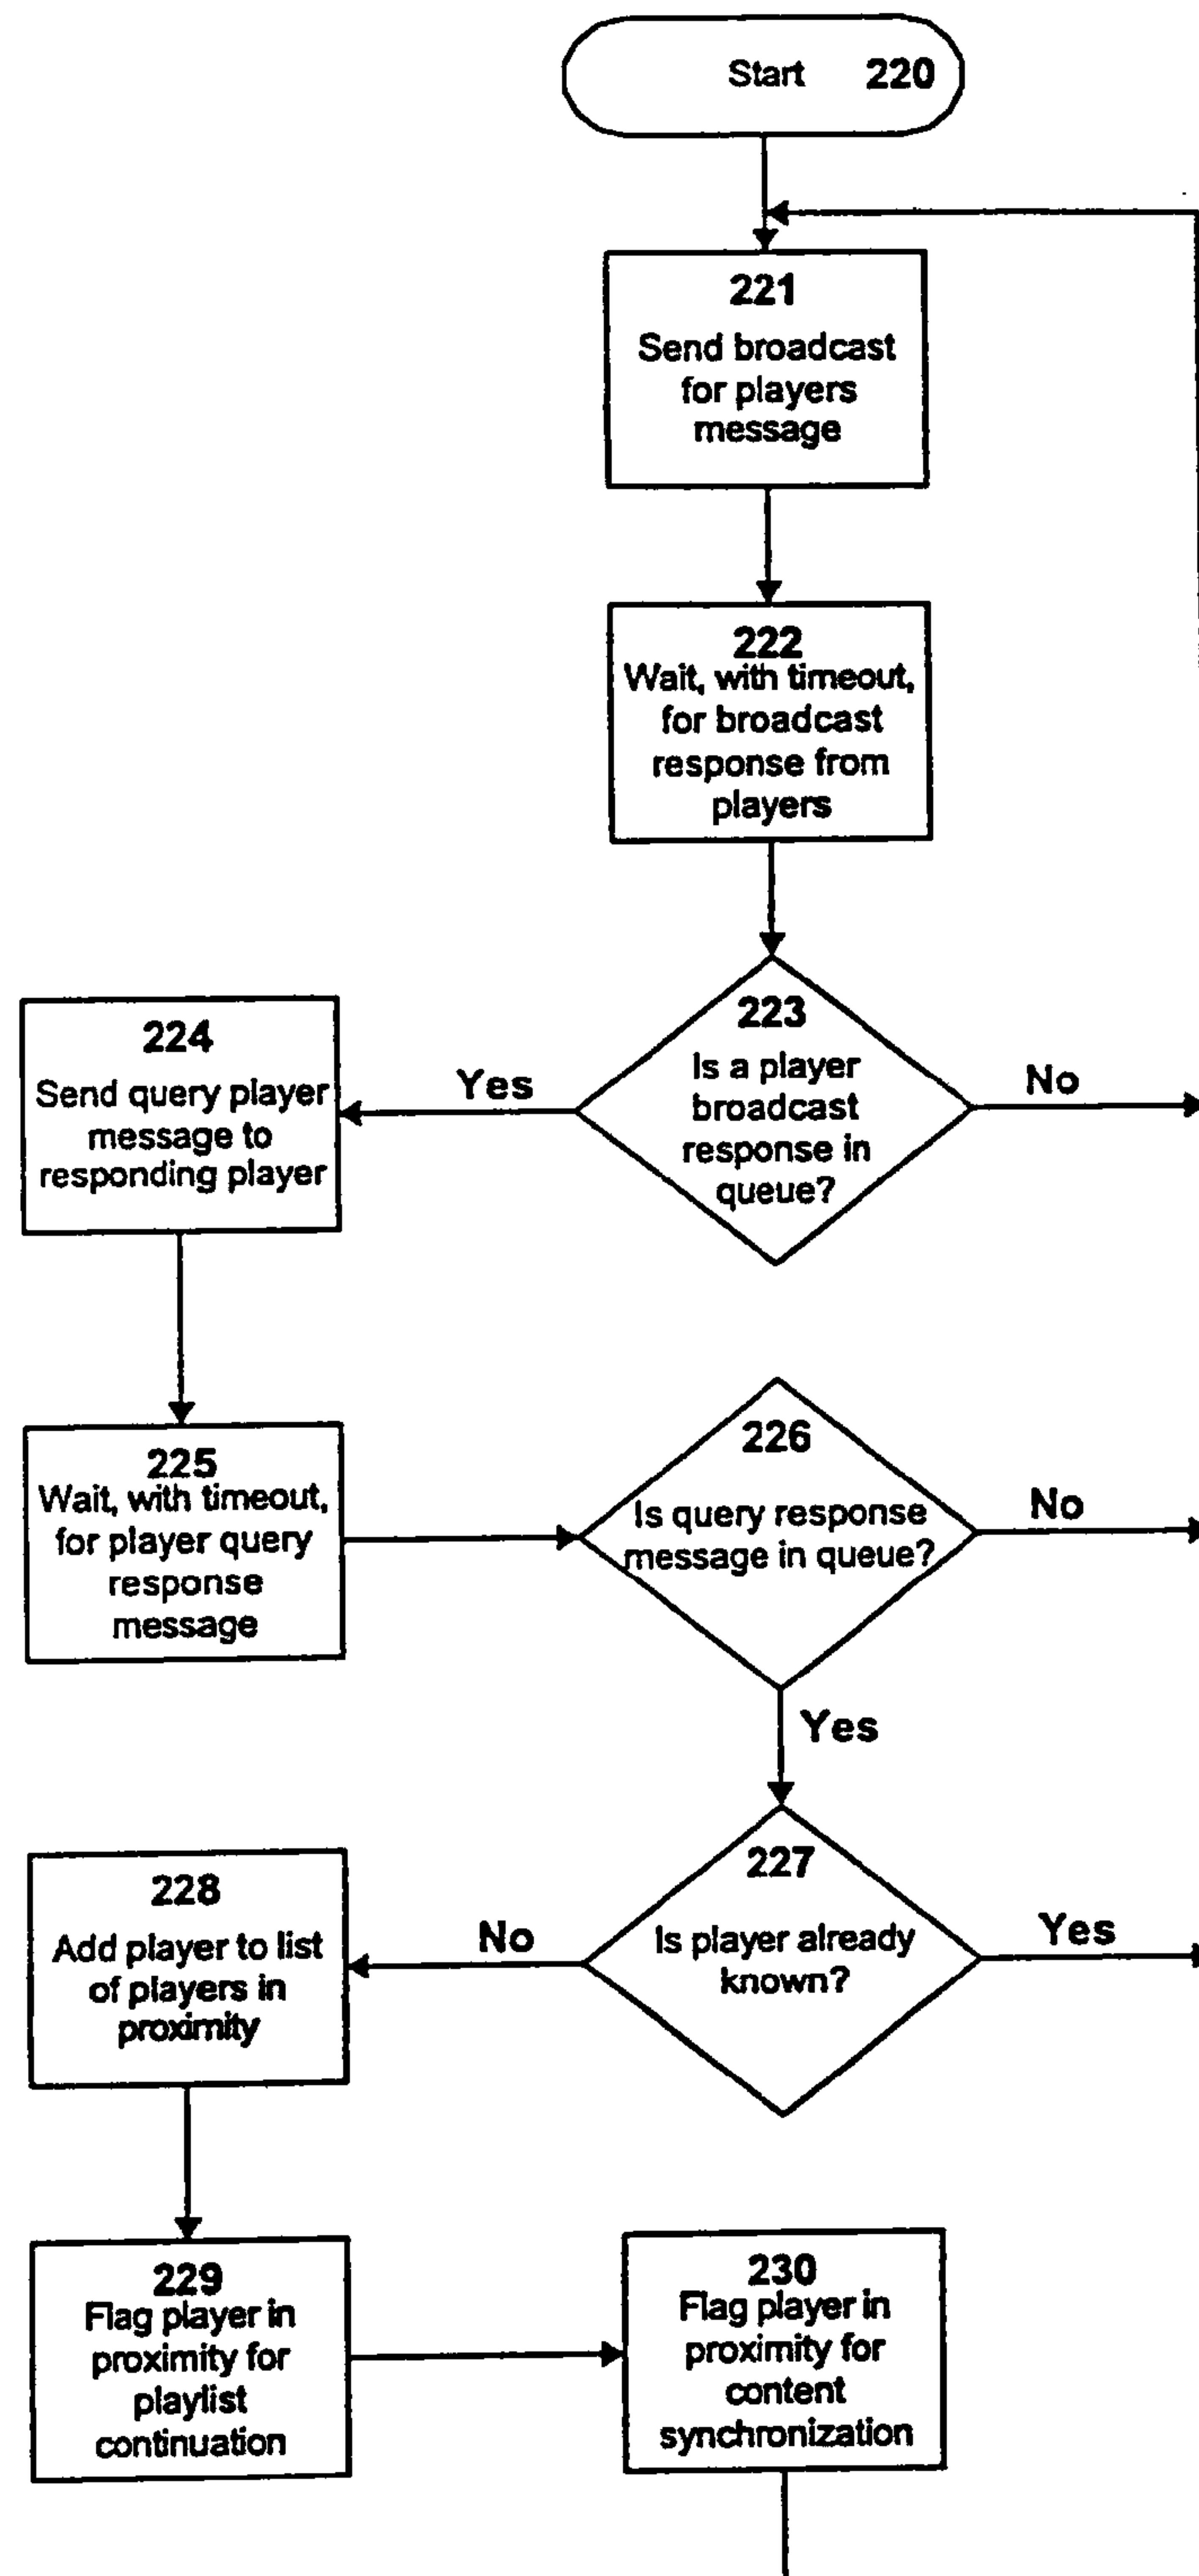 Start 220
221
Send broadcast
for players
message
222
Wait, with timeout,
for broadcast
response from
players
223
Is a player
broadcast
response in
queue?
Yes
No
224
Send query player
message to
responding player
225
Wait, with timeout,
for player query
response
message
226
Is query response
message in queue?
No
Yes
227
Is player already
known?
No
Yes
228
Add player to list
of players in
proximity
229
Flag player in
proximity for
playlist
continuation
230
Flag player in
proximity for
content
synchronization